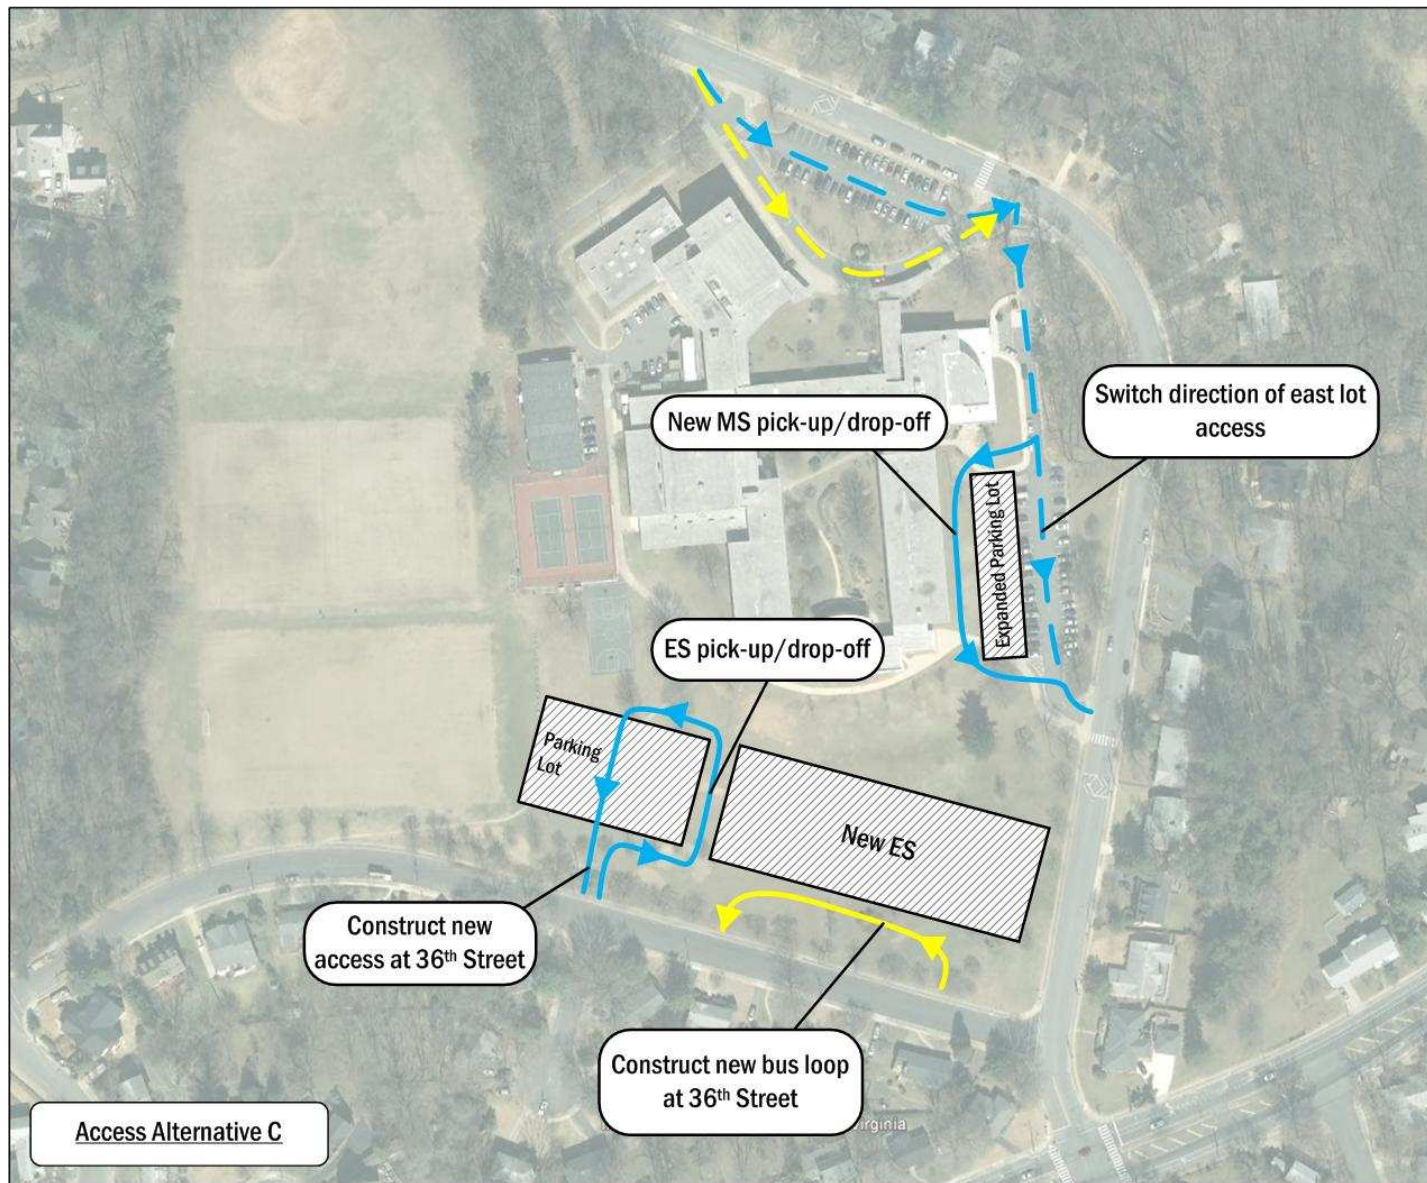 New MS pick-up/drop-off
Switch direction of east lot
access
Expanded Parking Lot
ES pick-up/drop-off
Parking
Lot
New ES
Construct new
access at 36th Street
Construct new bus loop
at 36th Street
Access Alternative C